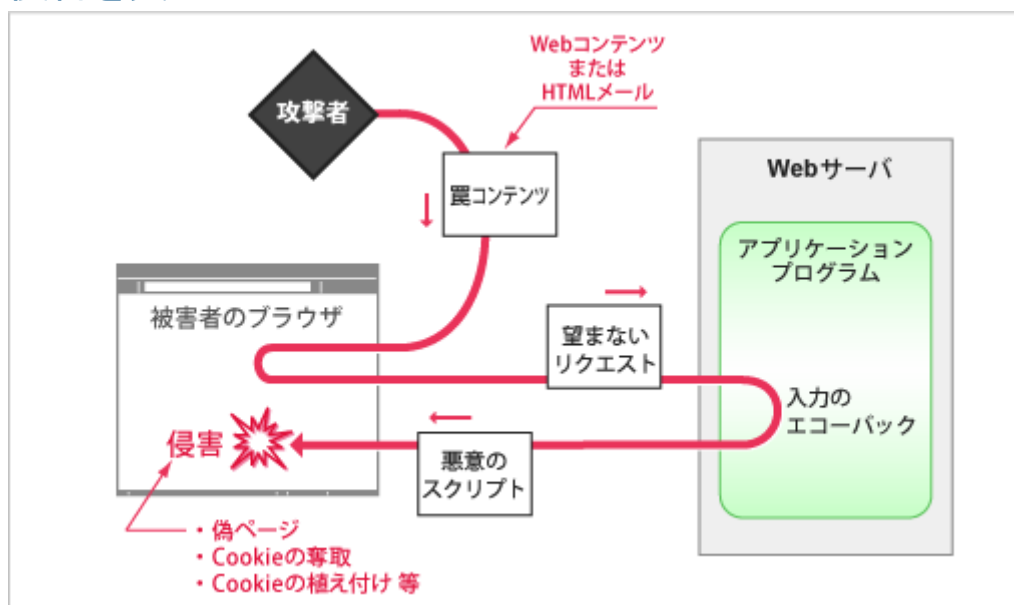 Webコンテンツ
または
HTMLメール
攻撃者
罠コンテンツ
Webサーバ
アプリケーション
プログラム
被害者のブラウザ
望まない
リクエスト
入力の
エコーバック
侵害
悪意の
スクリプト
・偽ページ
・Cookieの奪取
・Cookieの植え付け 等